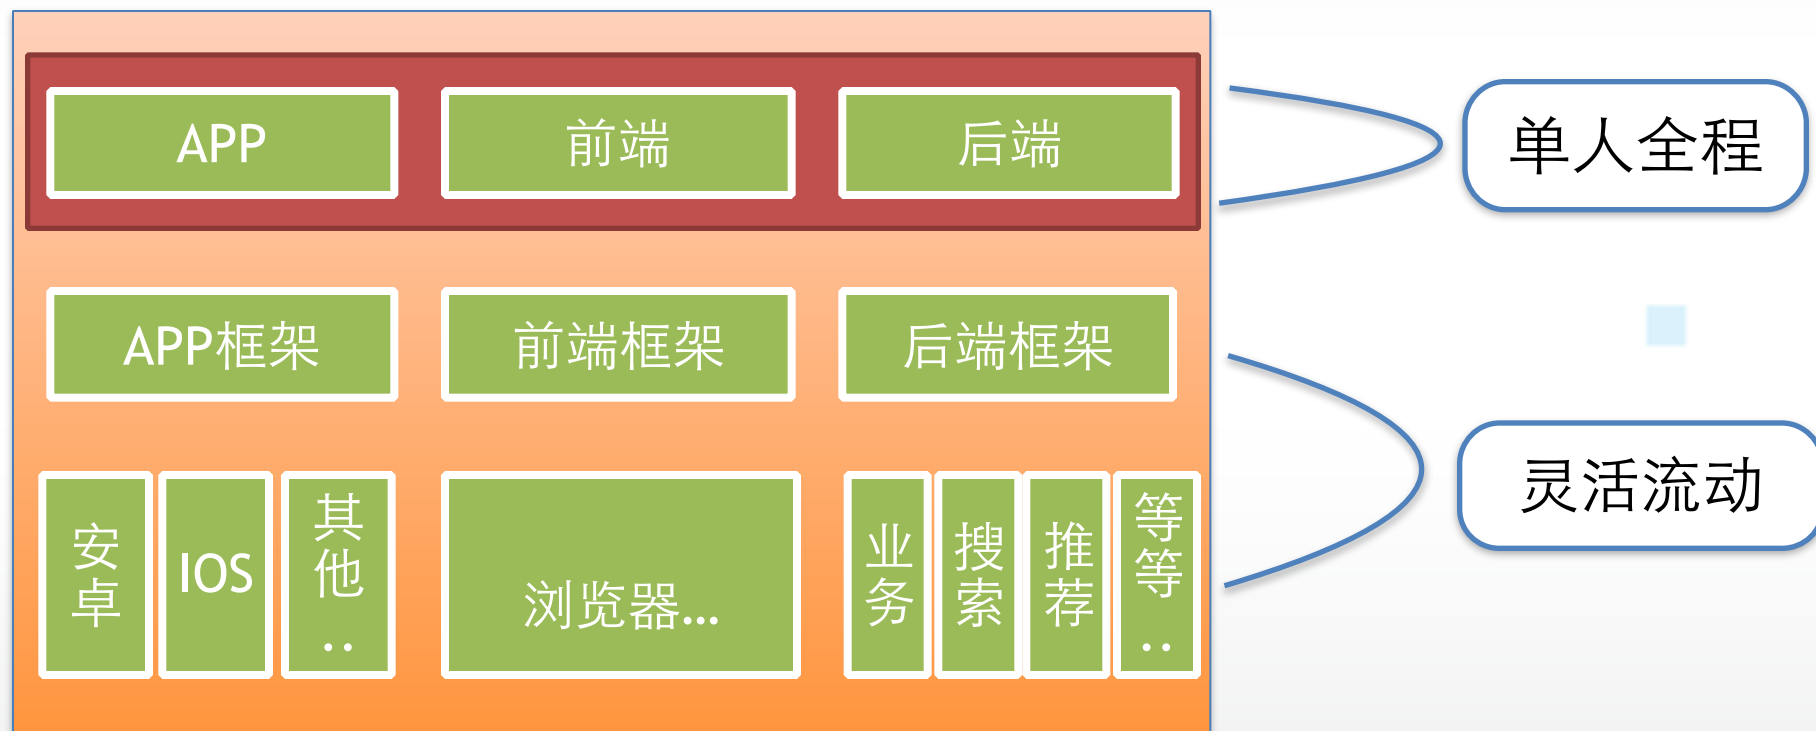 APP
前端
后端
单人全程
APP框架
前端框架
后端框架
灵活流动
安
卓
IOS
其
他
..
浏览器...
业
务
搜
索
推
荐
等
等
..